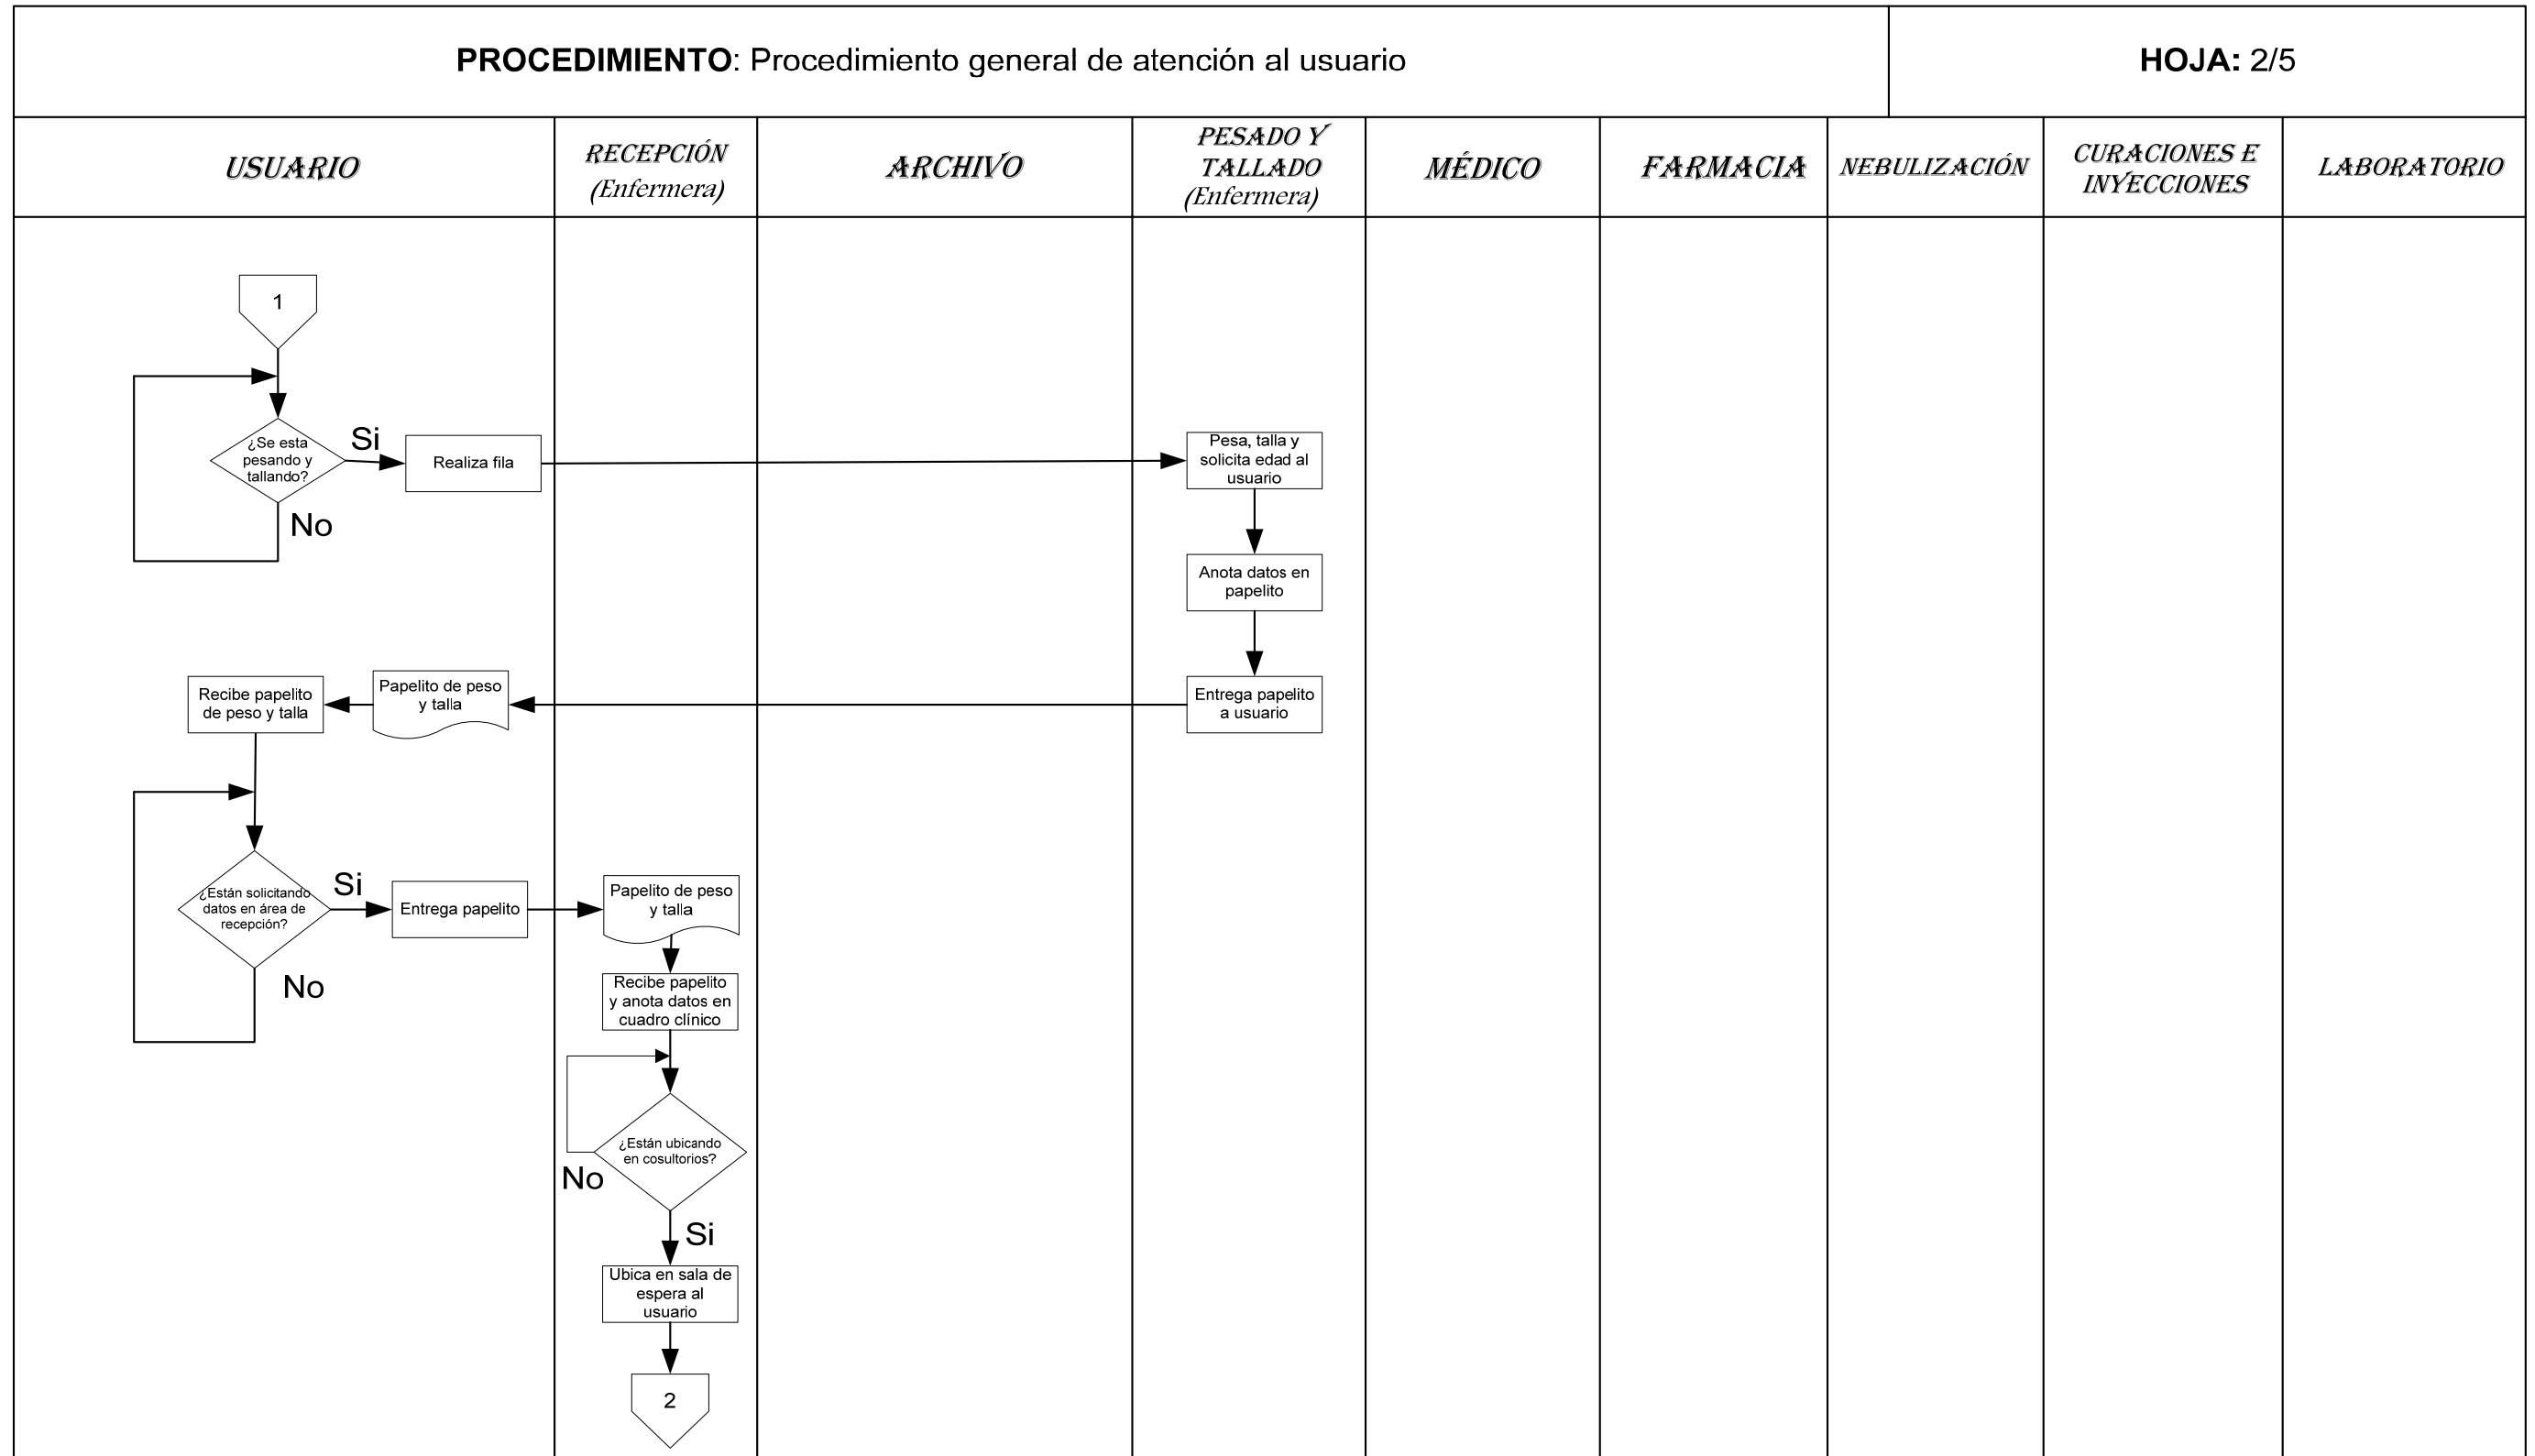 PROCEDIMIENTO: Procedimiento general de atención al usuario
HOJA: 2/5
USUARIO
RECEPCIÓN
(Enfermera)
ARCHIVO
PESADO Y
TALLADO
(Enfermera)
MÉDICO
FARMACIA
NEBULIZACIÓN
CURACIONES E
INYECCIONES
LABORATORIO
1
¿Se esta
pesando y
tallando?
Si
No
Realiza fila
Pesa, talla y
solicita edad al
usuario
Anota datos en
papelito
Entrega papelito
a usuario
Papelito de peso
y talla
Recibe papelito
de peso y talla
¿Están solicitando
datos en área de
recepción?
Si
No
Entrega papelito
Papelito de peso
y talla
Recibe papelito
y anota datos en
cuadro clínico
¿Están ubicando
en cosultorios?
No
Si
Ubica en sala de
espera al
usuario
2